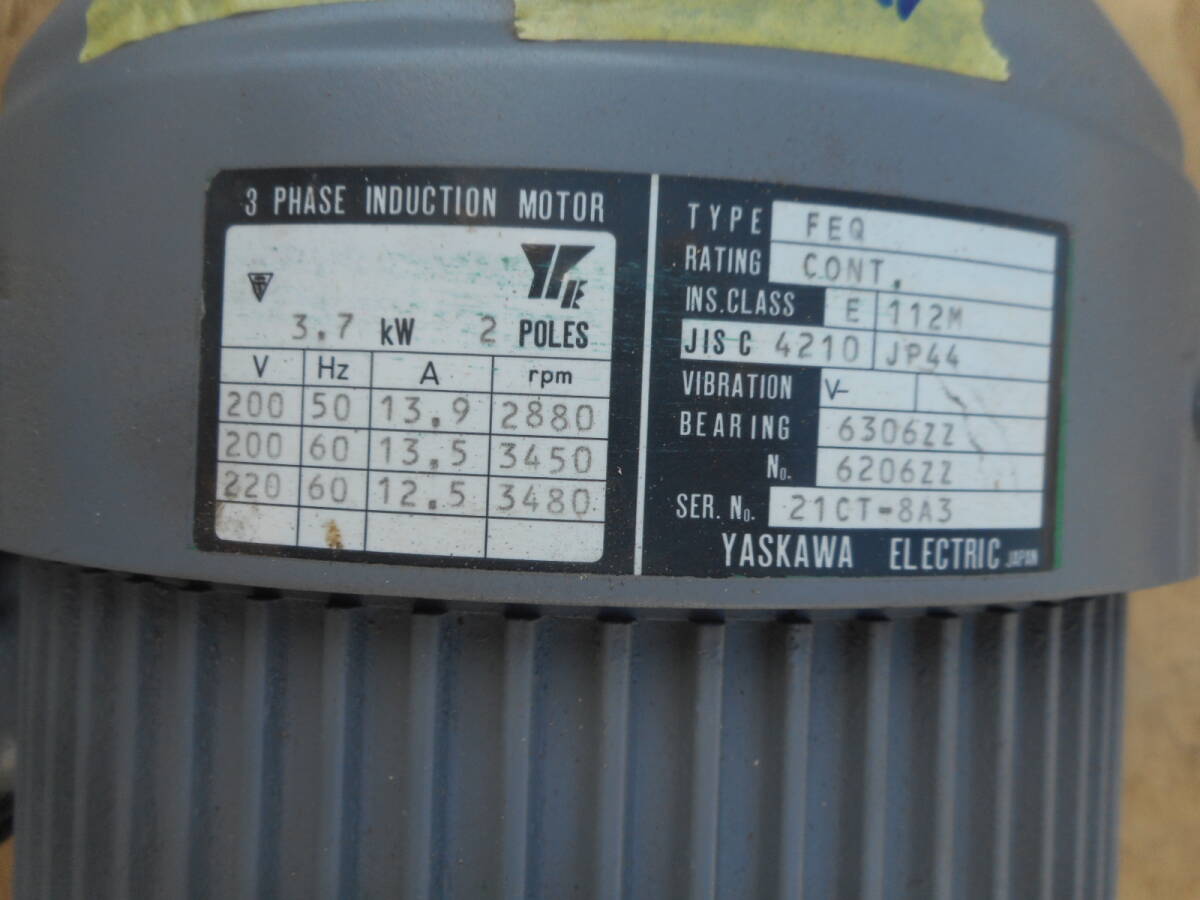 3 PHASE INDUCTION MOTOR
3.7 kW 2 POLES
V Hz A rpm
200 50 13.9 2880
200 60 13.5 3450
220 60 12.5 3480
TYPE FEQ
RATING CONT.
INS.CLASS E 112M
JIS C 4210 JP44
VIBRATION V-
BEARING 6306ZZ
No. 6206ZZ
SER. No. 21CT-8A3
YASKAWA ELECTRIC JAPAN